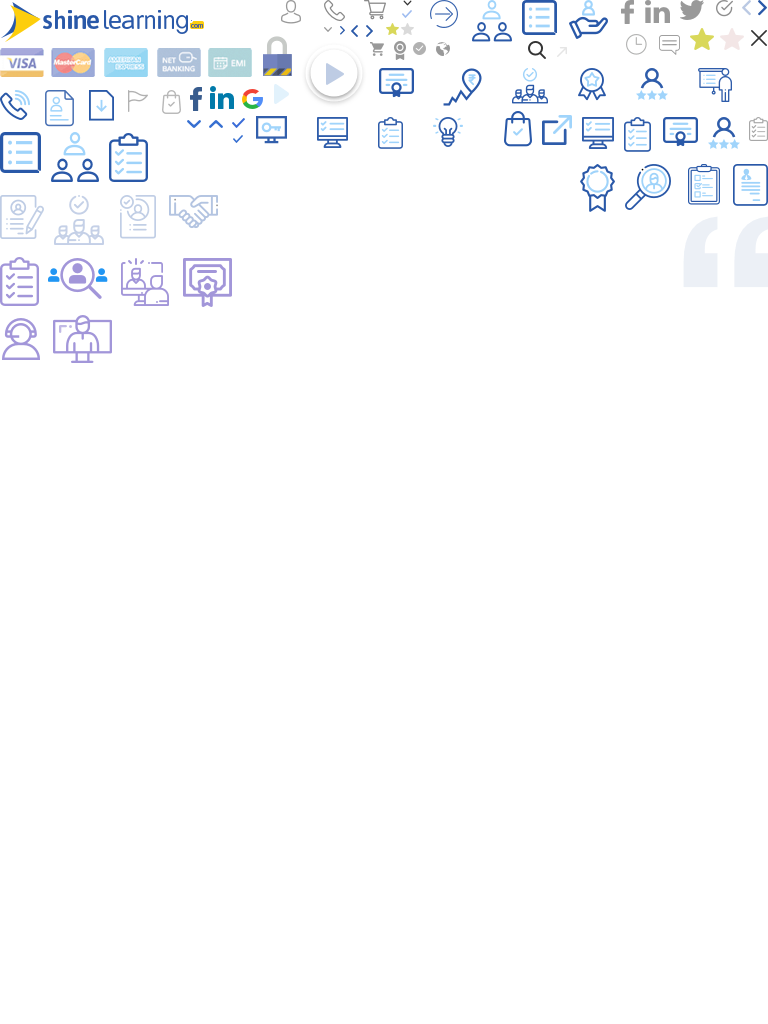 shine learning
.com
VISA
MasterCard
AMERICAN
EXPRESS
NET
BANKING
EMI